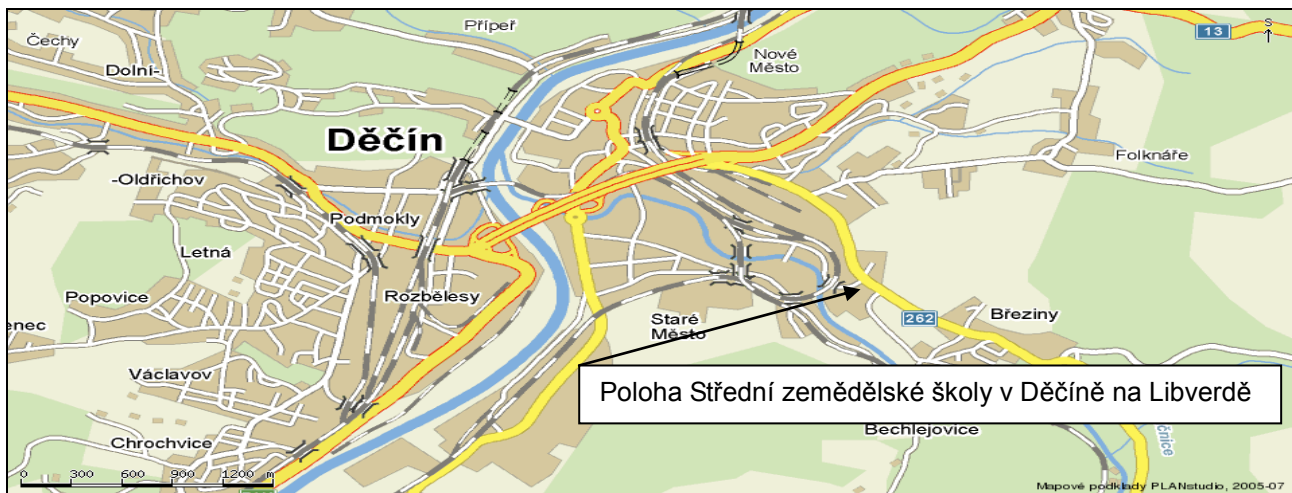 Přípeř
S
13
Čechy
Nové
Město
Dolní-
Děčín
Folknáře
-Oldřichov
Podmokly
Letná
Popovice
Rozbělesy
enec
Staré
Město
262
Březiny
Václavov
Poloha Střední zemědělské školy v Děčíně na Libverdě
Bechlejovice
Chrochvice
0 300 600 900 1200 m
Mapové podklady PLANstudio, 2005-07